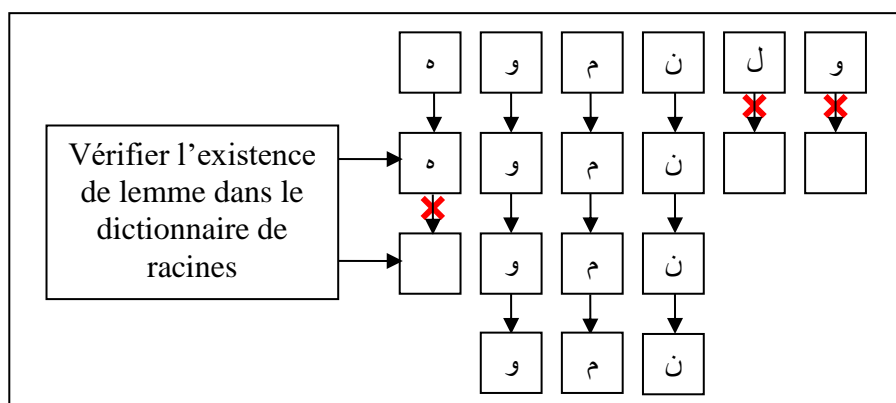 و ل ن م و ه
Vérifier l’existence
de lemme dans le
dictionnaire de
racines
ن م و ه
ن م و
ن م و